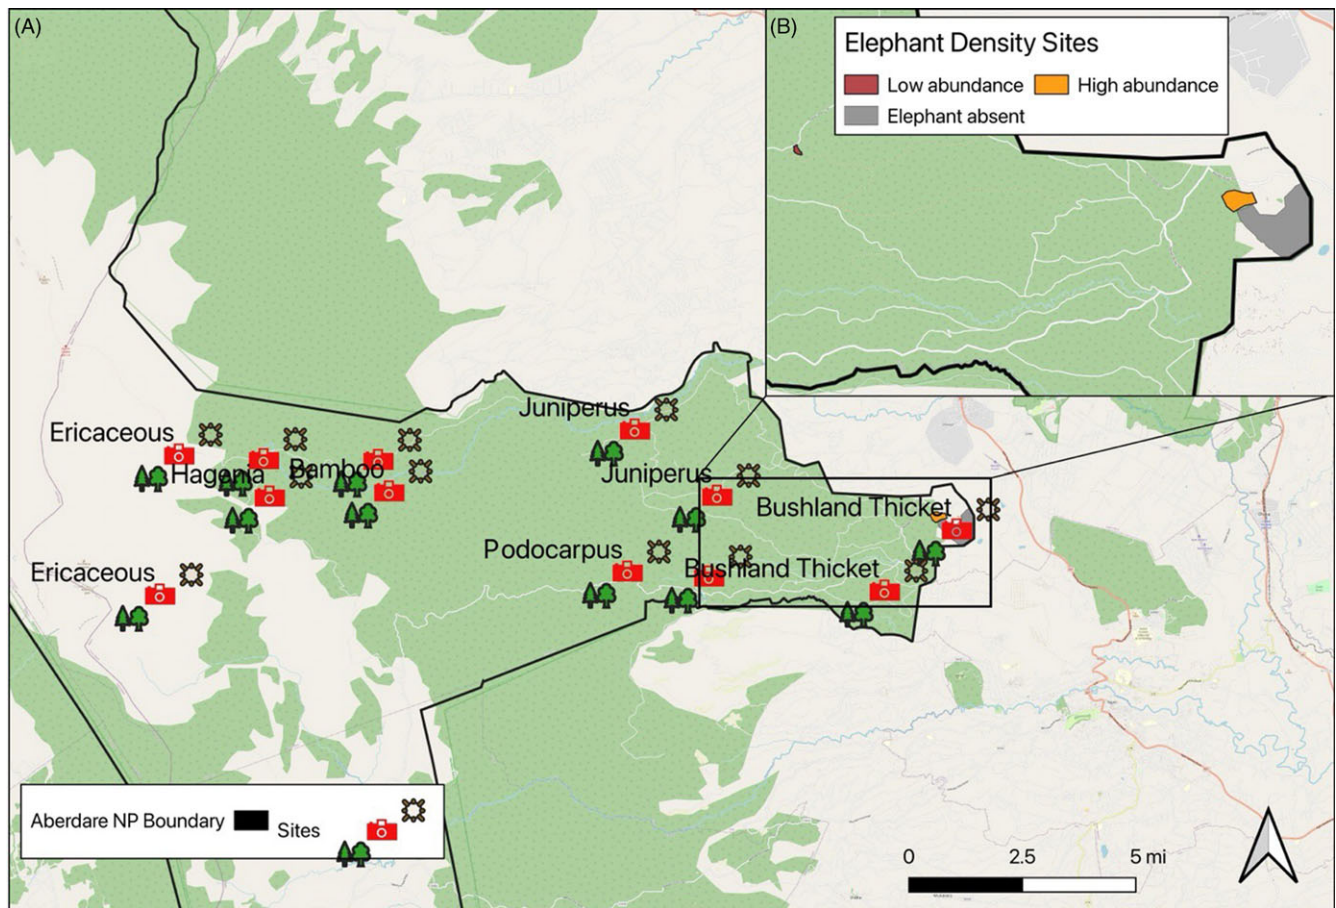 (A)
(B)
Elephant Density Sites
Low abundance
High abundance
Elephant absent
Juniperus
Ericaceous
Hagenia
Bamboo
Juniperus
Bushland Thicket
Podocarpus
Bushland Thicket
Ericaceous
Aberdare NP Boundary
Sites
0 2.5 5 mi